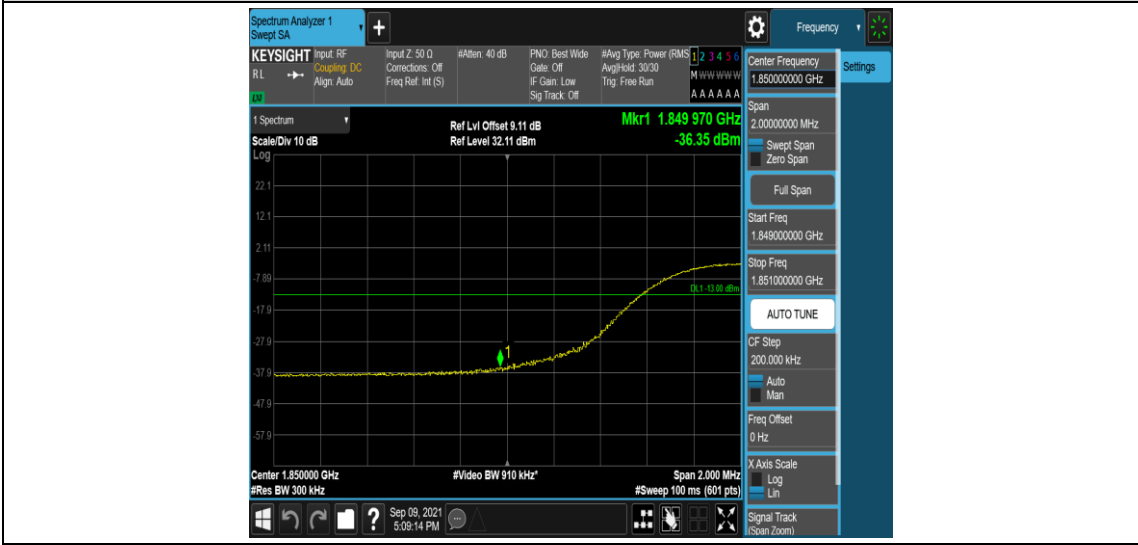 Spectrum Analyzer 1
Swept SA
+
Frequency
KEYSIGHT
RL
LM
Input: RF
Coupling: DC
Align: Auto
Input Z: 50 Ω
Corrections: Off
Freq Ref: Int (S)
#Atten: 40 dB
PNO: Best Wide
Gate: Off
IF Gain: Low
Sig Track: Off
#Avg Type: Power (RMS
Avg|Hold: 30/30
Trig: Free Run
1 2 3 4 5 6
M W W W W W
A A A A A A
1 Spectrum
Scale/Div 10 dB
Log
Ref Lvl Offset 9.11 dB
Ref Level 32.11 dBm
Mkr1 1.849 970 GHz
-36.35 dBm
22.1
12.1
2.11
-7.89
DL1 -13.00 dBm
-17.9
-27.9
1
-37.9
-47.9
-57.9
Center 1.850000 GHz
#Video BW 910 kHz*
Span 2.000 MHz
#Res BW 300 kHz
#Sweep 100 ms (601 pts)
?
Sep 09, 2021
5:09:14 PM
Center Frequency
1.850000000 GHz
Settings
Span
2.00000000 MHz
Swept Span
Zero Span
Full Span
Start Freq
1.849000000 GHz
Stop Freq
1.851000000 GHz
AUTO TUNE
CF Step
200.000 kHz
Auto
Man
Freq Offset
0 Hz
X Axis Scale
Log
Lin
Signal Track
(Span Zoom)